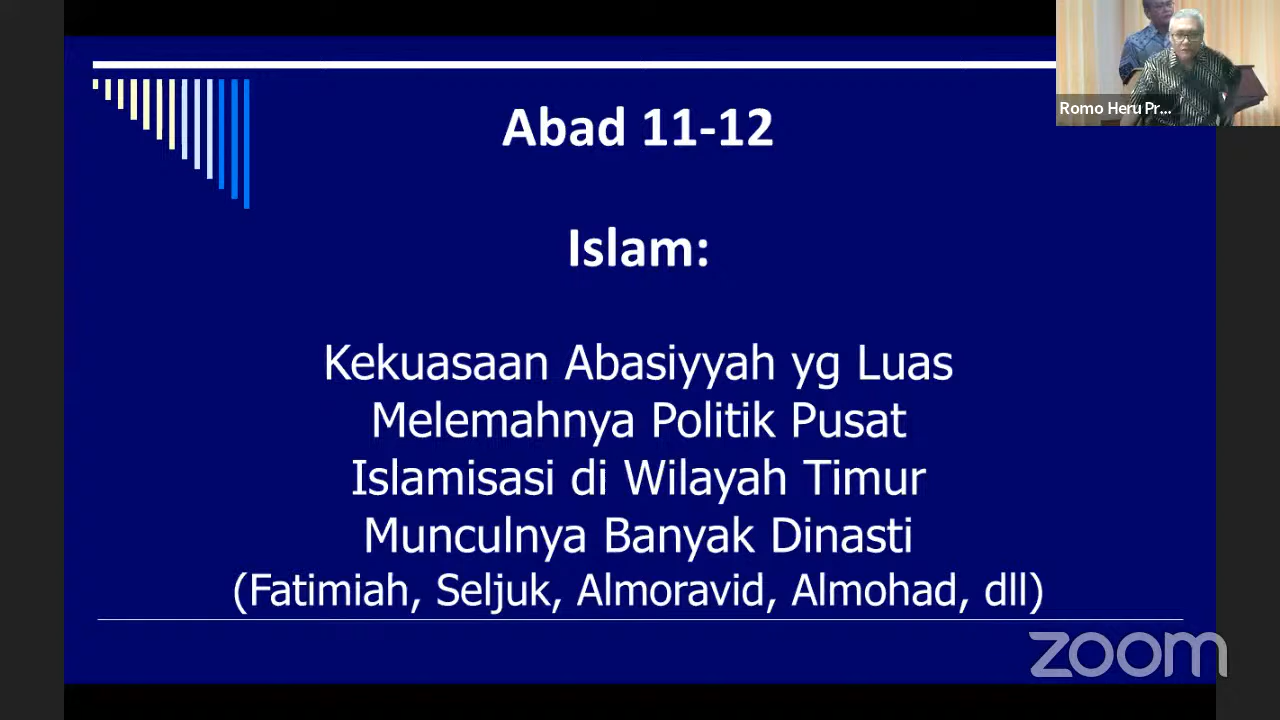 Abad 11-12
Islam:
Kekuasaan Abasiyyah yg Luas
Melemahnya Politik Pusat
Islamisasi di Wilayah Timur
Munculnya Banyak Dinasti
(Fatimiah, Seljuk, Almoravid, Almohad, dll)
Romo Heru Pr...
zoom